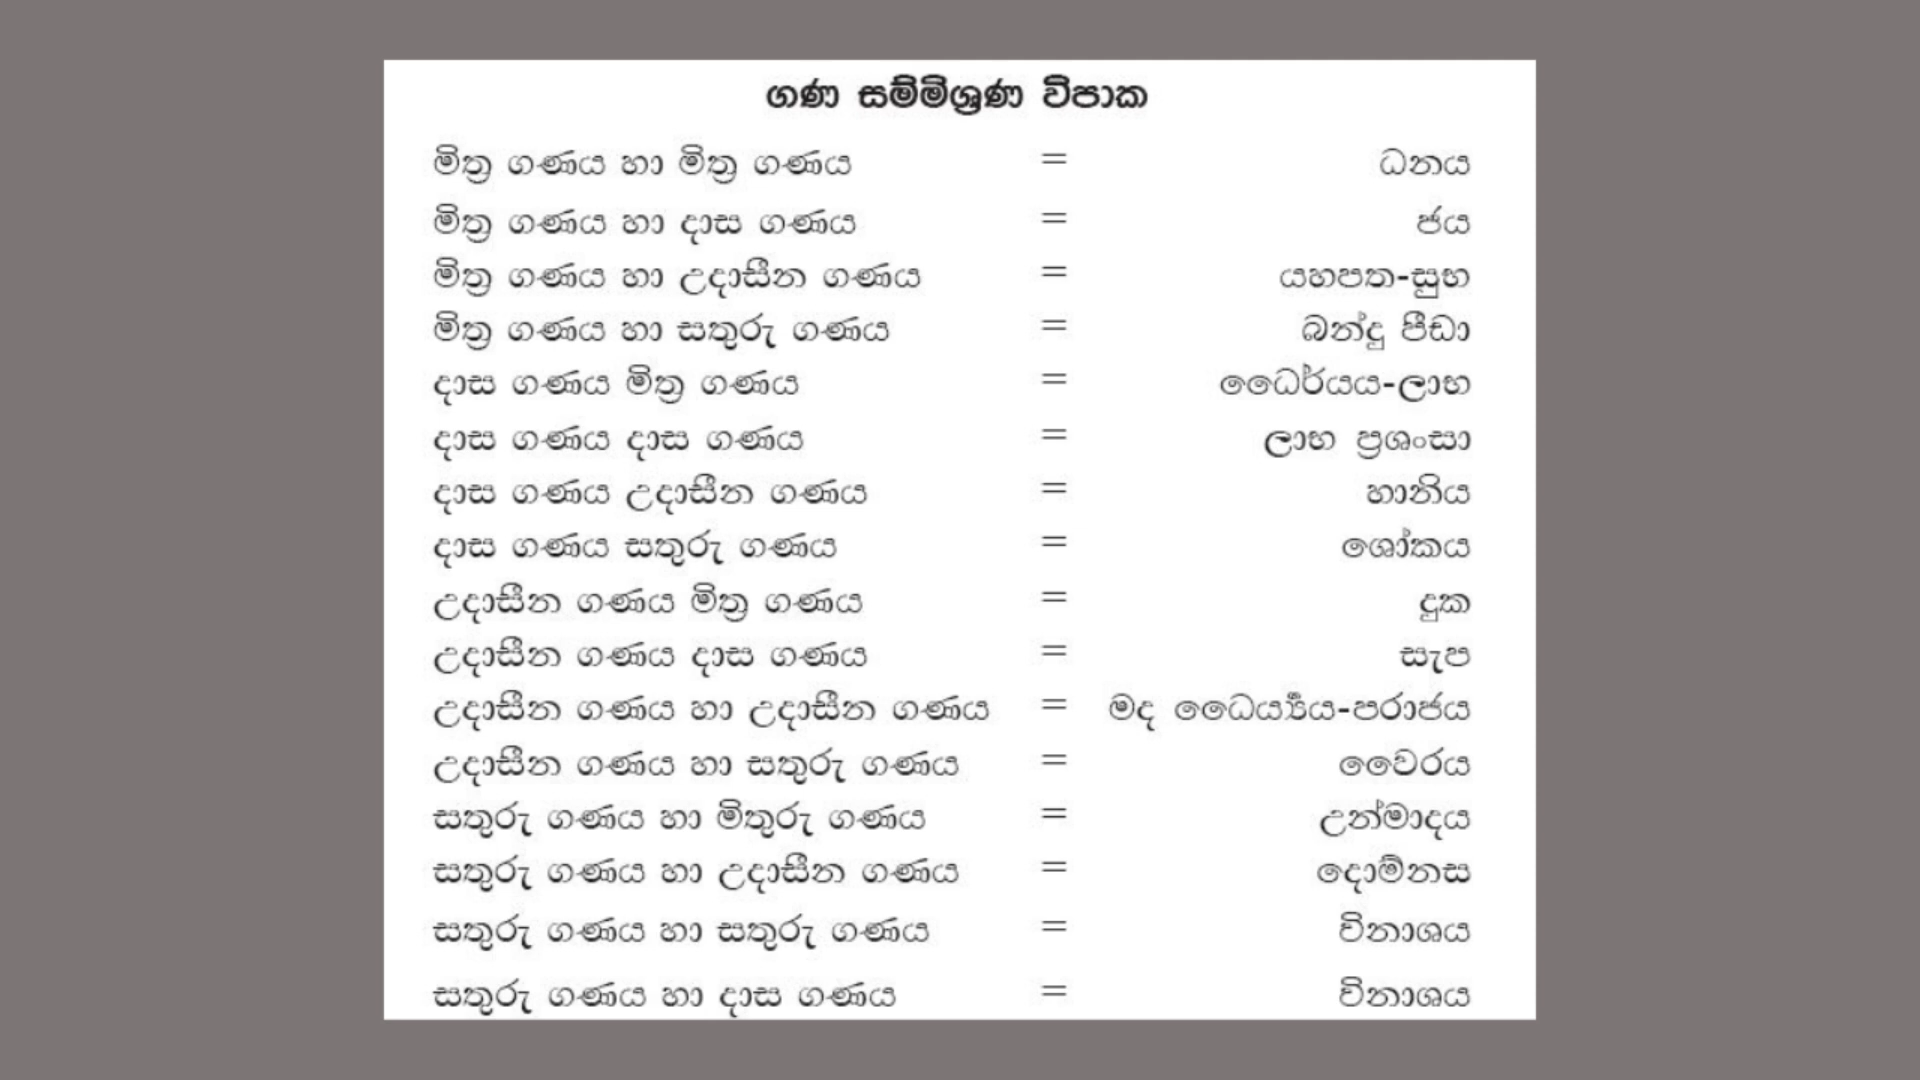 ගණ සම්මිශ්‍රණ විපාක
මිත්‍ර ගණය හා මිත්‍ර ගණය = ධනය
මිත්‍ර ගණය හා දාස ගණය = ජය
මිත්‍ර ගණය හා උදාසීන ගණය = යහපත-සුභ
මිත්‍ර ගණය හා සතුරු ගණය = බන්දු පීඩා
දාස ගණය මිත්‍ර ගණය = ධෛර්යය-ලාභ
දාස ගණය දාස ගණය = ලාභ ප්‍රශංසා
දාස ගණය උදාසීන ගණය = හානිය
දාස ගණය සතුරු ගණය = ශෝකය
උදාසීන ගණය මිත්‍ර ගණය = දුක
උදාසීන ගණය දාස ගණය = සැප
උදාසීන ගණය හා උදාසීන ගණය = මද ධෛර්‍ය්‍යය-පරාජය
උදාසීන ගණය හා සතුරු ගණය = වෛරය
සතුරු ගණය හා මිතුරු ගණය = උන්මාදය
සතුරු ගණය හා උදාසීන ගණය = දොම්නස
සතුරු ගණය හා සතුරු ගණය = විනාශය
සතුරු ගණය හා දාස ගණය = විනාශය